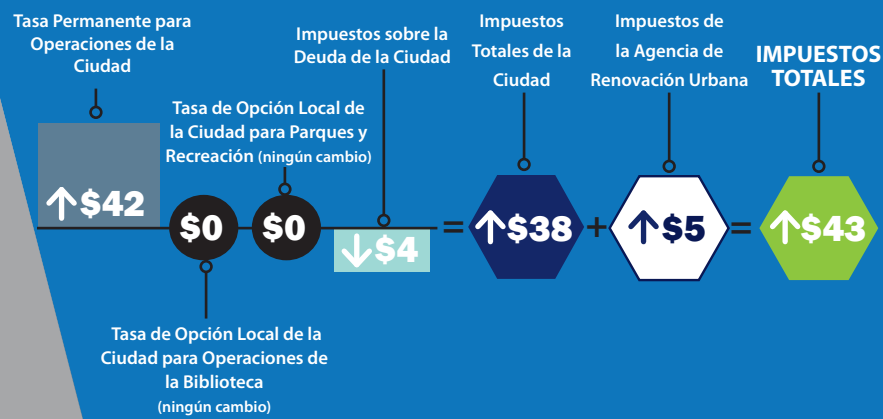 Tasa Permanente para
Operaciones de la
Ciudad
↑$42
Tasa de Opción Local de la
Ciudad para Operaciones de
la Biblioteca
(ningún cambio)
$0
Tasa de Opción Local de
la Ciudad para Parques y
Recreación (ningún cambio)
$0
Impuestos sobre la
Deuda de la Ciudad
↓$4
=
Impuestos
Totales de la
Ciudad
↑$38
+
Impuestos de
la Agencia de
Renovación Urbana
↑$5
=
IMPUESTOS
TOTALES
↑$43